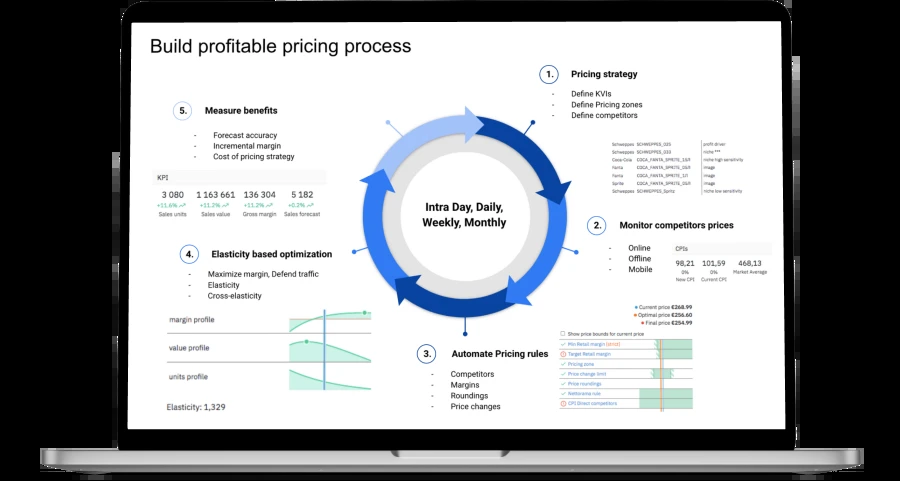 Build profitable pricing process
1. Pricing strategy
- Define KVIs
- Define Pricing zones
- Define competitors
Schweppes SCHWEPPES_025 profit driver
Schweppes SCHWEPPES_033 niche ***
Coca-Cola COCA_FANTA_SPRITE_15/l niche high sensitivity
Fanta COCA_FANTA_SPRITE_05/l image
Fanta COCA_FANTA_SPRITE_1/l image
Sprite COCA_FANTA_SPRITE_05/l image
Schweppes SCHWEPPES_Spritz niche low sensitivity
5. Measure benefits
- Forecast accuracy
- Incremental margin
- Cost of pricing strategy
KPI
3 080 1 163 661 136 304 5 182
+11.6% +11.2% +11.2% +0.2%
Sales units Sales value Gross margin Sales forecast
Intra Day, Daily,
Weekly, Monthly
2. Monitor competitors prices
- Online
- Offline
- Mobile
CPIs
98,21 101,59 468,13
0% 0% Market Average
New CPI Current CPI
4. Elasticity based optimization
- Maximize margin, Defend traffic
- Elasticity
- Cross-elasticity
margin profile
value profile
units profile
Elasticity: 1,329
3. Automate Pricing rules
- Competitors
- Margins
- Roundings
- Price changes
Current price €268.99
Optimal price €256.60
Final price €254.99
Show price bounds for current price
Min Retail margin (strict)
Target Retail margin
Pricing zone
Price change limit
Price roundings
Nettorama rule
CPI Direct competitors